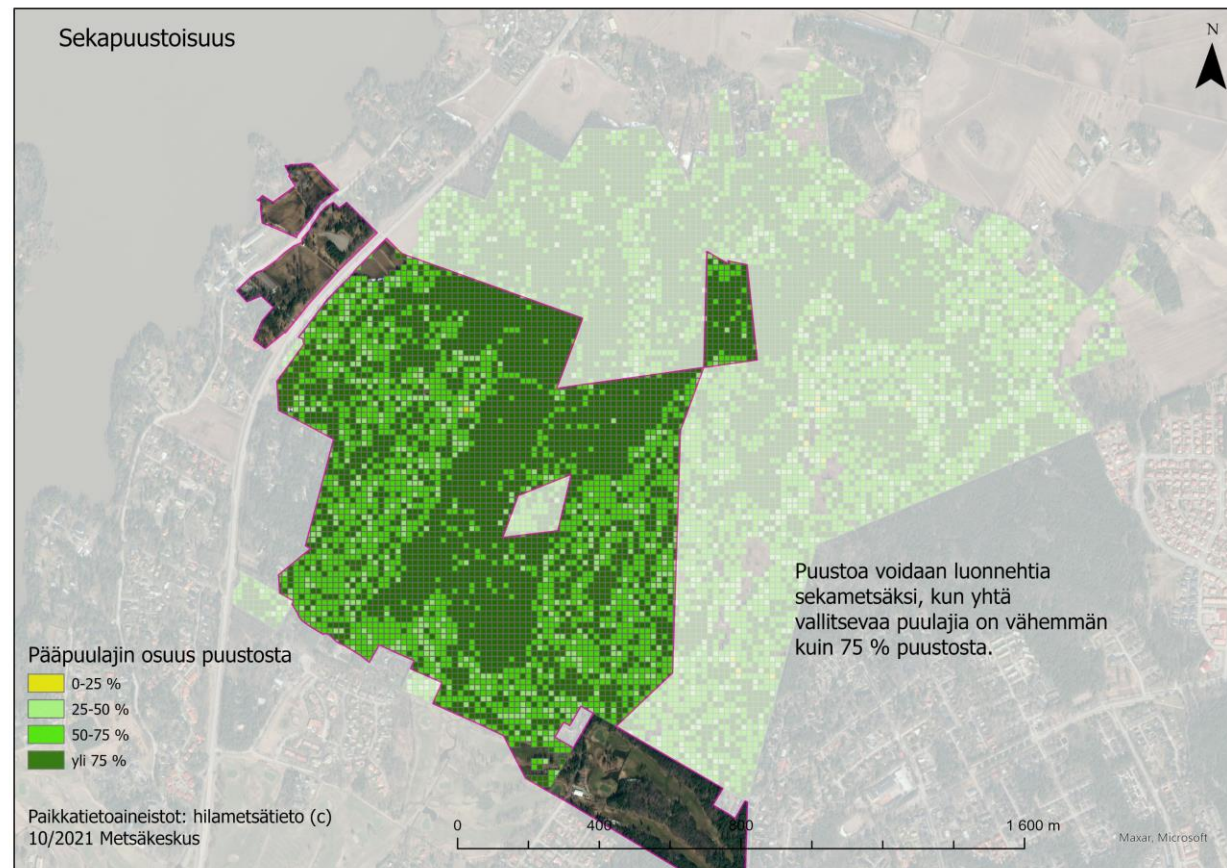 Sekapuustoisuus
N
Puustoa voidaan luonnehtia
sekametsäksi, kun yhtä
vallitsevaa puulajia on vähemmän
kuin 75 % puustosta.
Pääpuulajin osuus puustosta
0-25 %
25-50 %
50-75 %
yli 75 %
Paikkatietoaineistot: hilametsätieto (c)
10/2021 Metsäkeskus
0 400 800 1 600 m
Maxar, Microsoft